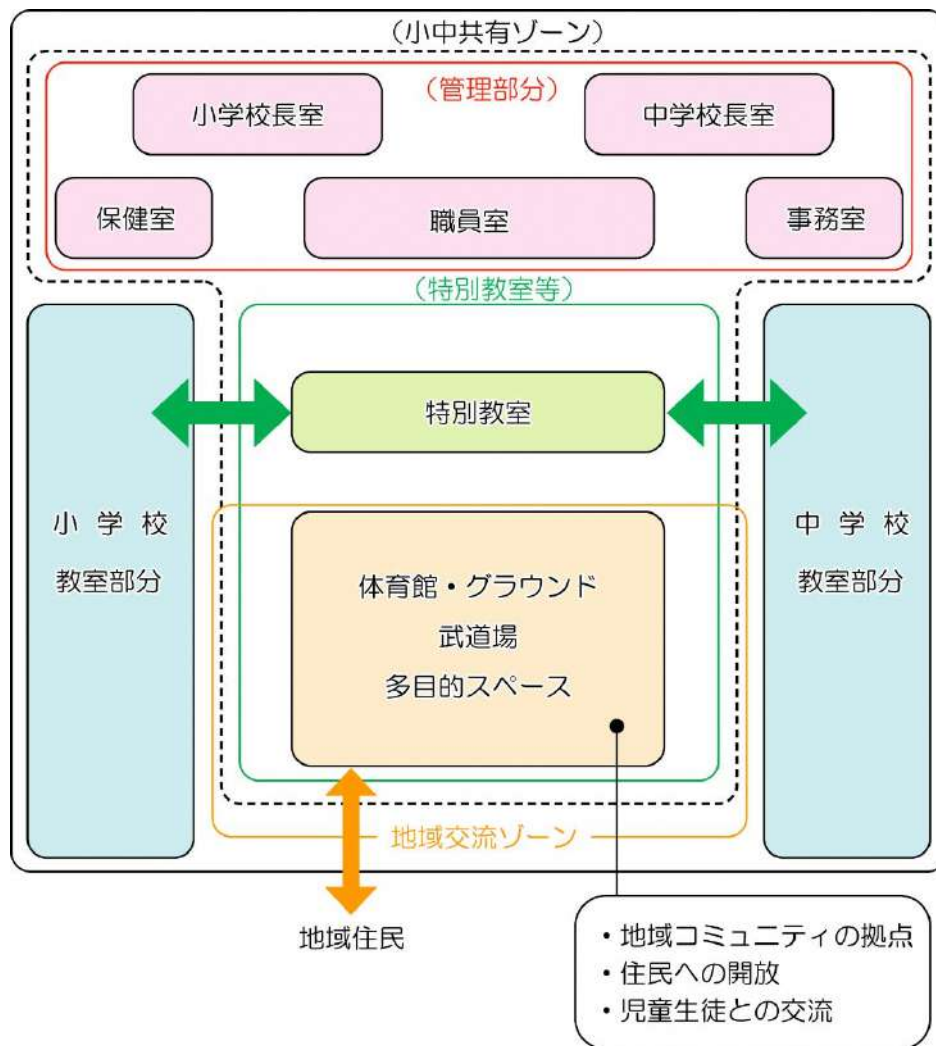 （小中共有ゾーン）
（管理部分）
小学校長室
中学校長室
保健室
職員室
事務室
（特別教室等）
特別教室
小学校
教室部分
中学校
教室部分
体育館・グラウンド
武道場
多目的スペース
地域交流ゾーン
地域住民
・地域コミュニティの拠点
・住民への開放
・児童生徒との交流